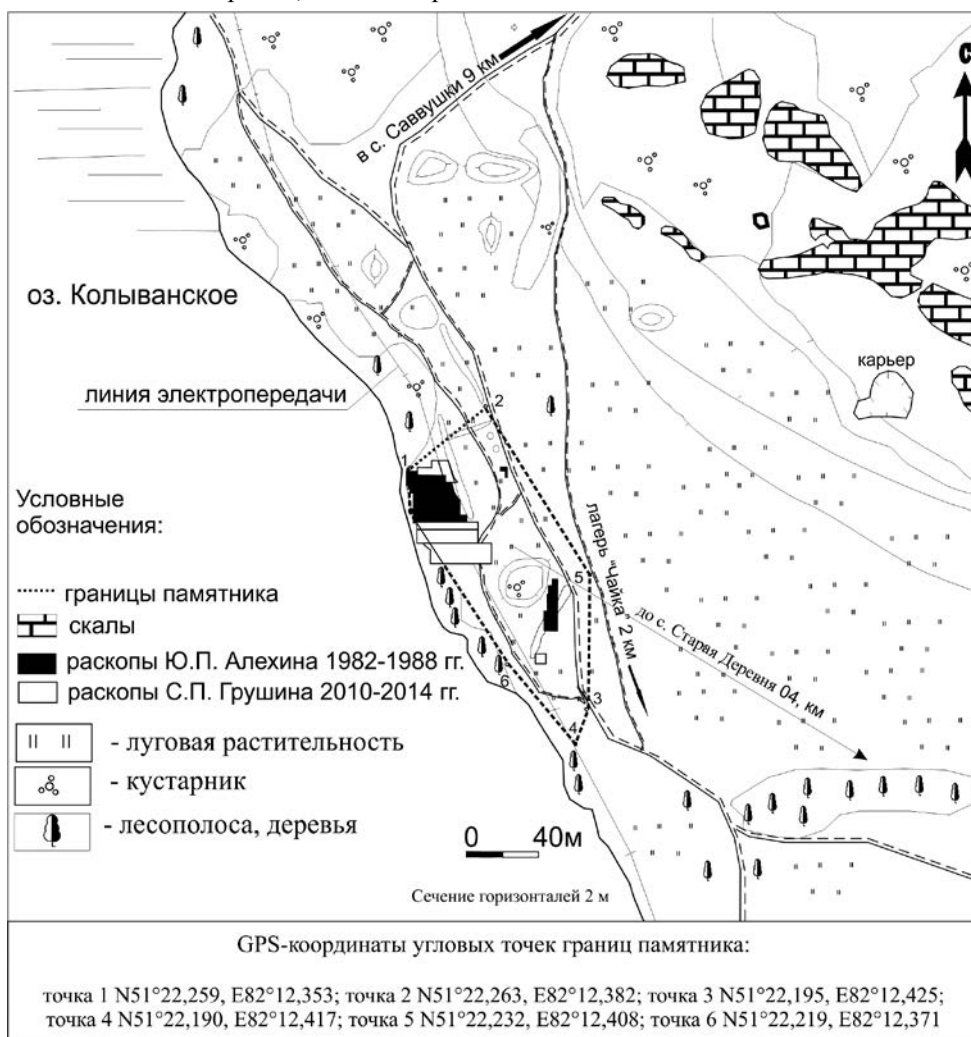 С
в с. Саввушки 9 км
оз. Колыванское
карьер
линия электропередачи
2
1
Условные
обозначения:
5
лагерь "Чайка" 2 км
границы памятника
скалы
до с. Старая Деревня 04, км
раскопы Ю.П. Алехина 1982-1988 гг.
6
3
раскопы С.П. Грушина 2010-2014 гг.
4
- луговая растительность
- кустарник
- лесополоса, деревья
0 40м
Сечение горизонталей 2 м
GPS-координаты угловых точек границ памятника:
точка 1 N51°22,259, E82°12,353; точка 2 N51°22,263, E82°12,382; точка 3 N51°22,195, E82°12,425;
точка 4 N51°22,190, E82°12,417; точка 5 N51°22,232, E82°12,408; точка 6 N51°22,219, E82°12,371